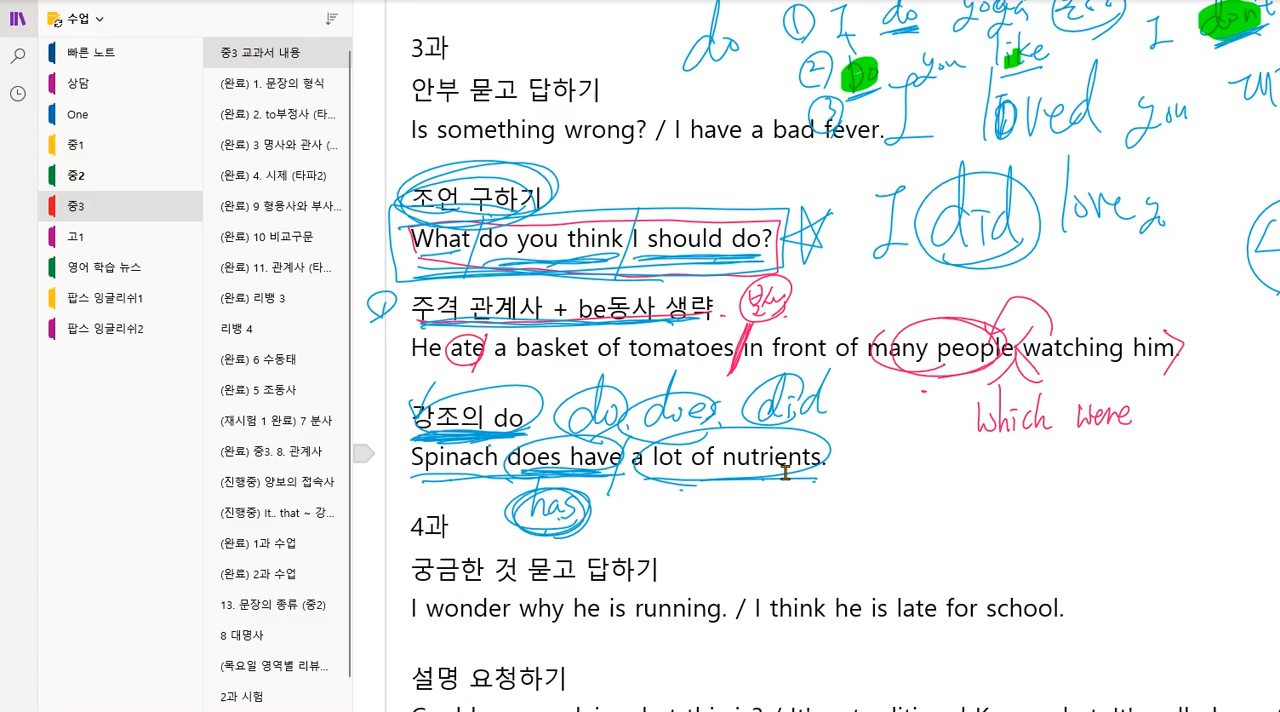 수업
빠른 노트
상담
One
중1
중2
중3
고1
영어 학습 뉴스
팝스 잉글리쉬1
팝스 잉글리쉬2
중3 교과서 내용
(완료) 1. 문장의 형식
(완료) 2. to부정사 (타...
(완료) 3 명사와 관사 (...
(완료) 4. 시제 (타파2)
(완료) 9 형용사와 부사...
(완료) 10 비교구문
(완료) 11. 관계사 (타...
(완료) 리뱅 3
리뱅 4
(완료) 6 수동태
(완료) 5 조동사
(재시험 1 완료) 7 분사
(완료) 중3. 8. 관계사
(진행중) 양보의 접속사
(진행중) It.. that ~ 강...
(완료) 1과 수업
(완료) 2과 수업
13. 문장의 종류 (중2)
8 대명사
(목요일 영역별 리뷰...
2과 시험
do ① I do yoga I don't
② Do you like
③ I loved you
I did love
3과
안부 묻고 답하기
Is something wrong? / I have a bad fever.
조언 구하기
What do you think I should do?
주격 관계사 + be동사 생략
He ate a basket of tomatoes in front of many people watching him.
which were
강조의 do do, does, did
Spinach does have a lot of nutrients.
has
4과
궁금한 것 묻고 답하기
I wonder why he is running. / I think he is late for school.
설명 요청하기